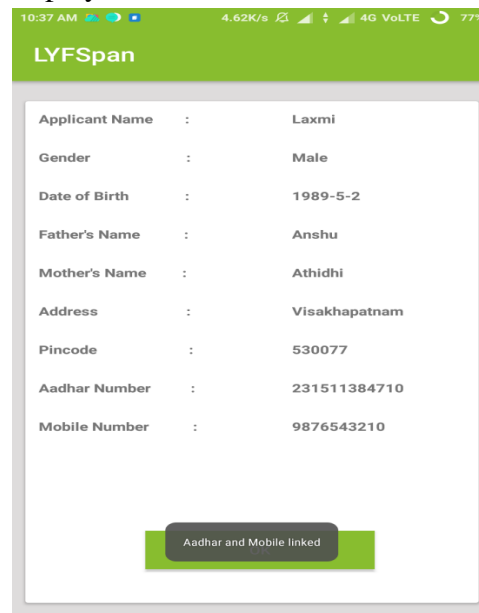 10:37 AM 4.62K/s 4G VoLTE 77%
LYFSpan
Applicant Name : Laxmi
Gender : Male
Date of Birth : 1989-5-2
Father's Name : Anshu
Mother's Name : Athidhi
Address : Visakhapatnam
Pincode : 530077
Aadhar Number : 231511384710
Mobile Number : 9876543210
Aadhar and Mobile linked